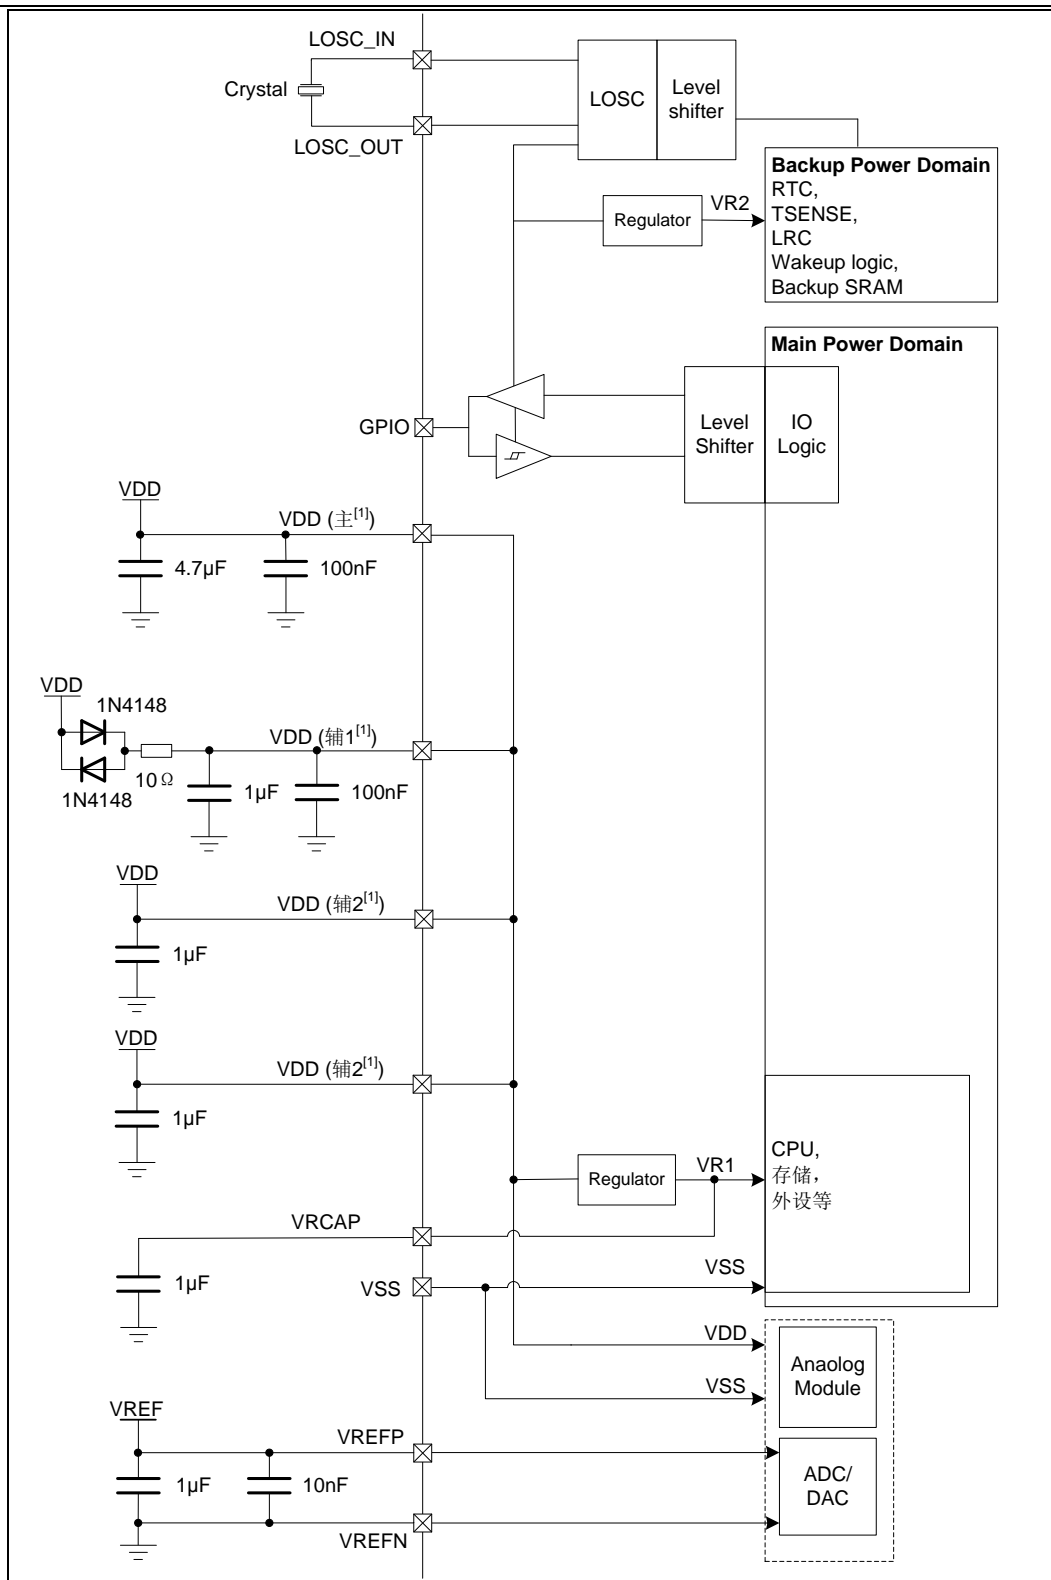 LOSC_IN
Crystal
LOSC_OUT
LOSC
Level
shifter
Backup Power Domain
RTC,
TSENSE,
LRC
Wakeup logic,
Backup SRAM
Regulator
VR2
Main Power Domain
GPIO
Level
Shifter
IO
Logic
VDD
VDD (主[1])
4.7µF
100nF
VDD
1N4148
VDD (辅1[1])
10Ω
1N4148
1µF
100nF
VDD
VDD (辅2[1])
1µF
VDD
VDD (辅2[1])
1µF
CPU,
存储，
外设等
Regulator
VR1
VRCAP
1µF
VSS
VSS
VDD
VSS
Anaolog
Module
VREF
VREFP
1µF
10nF
VREFN
ADC/
DAC